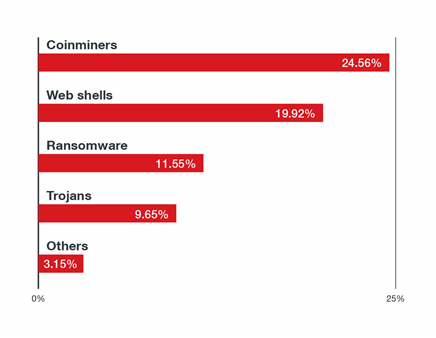 Coinminers
24.56%
Web shells
19.92%
Ransomware
11.55%
Trojans
9.65%
Others
3.15%
0%
25%